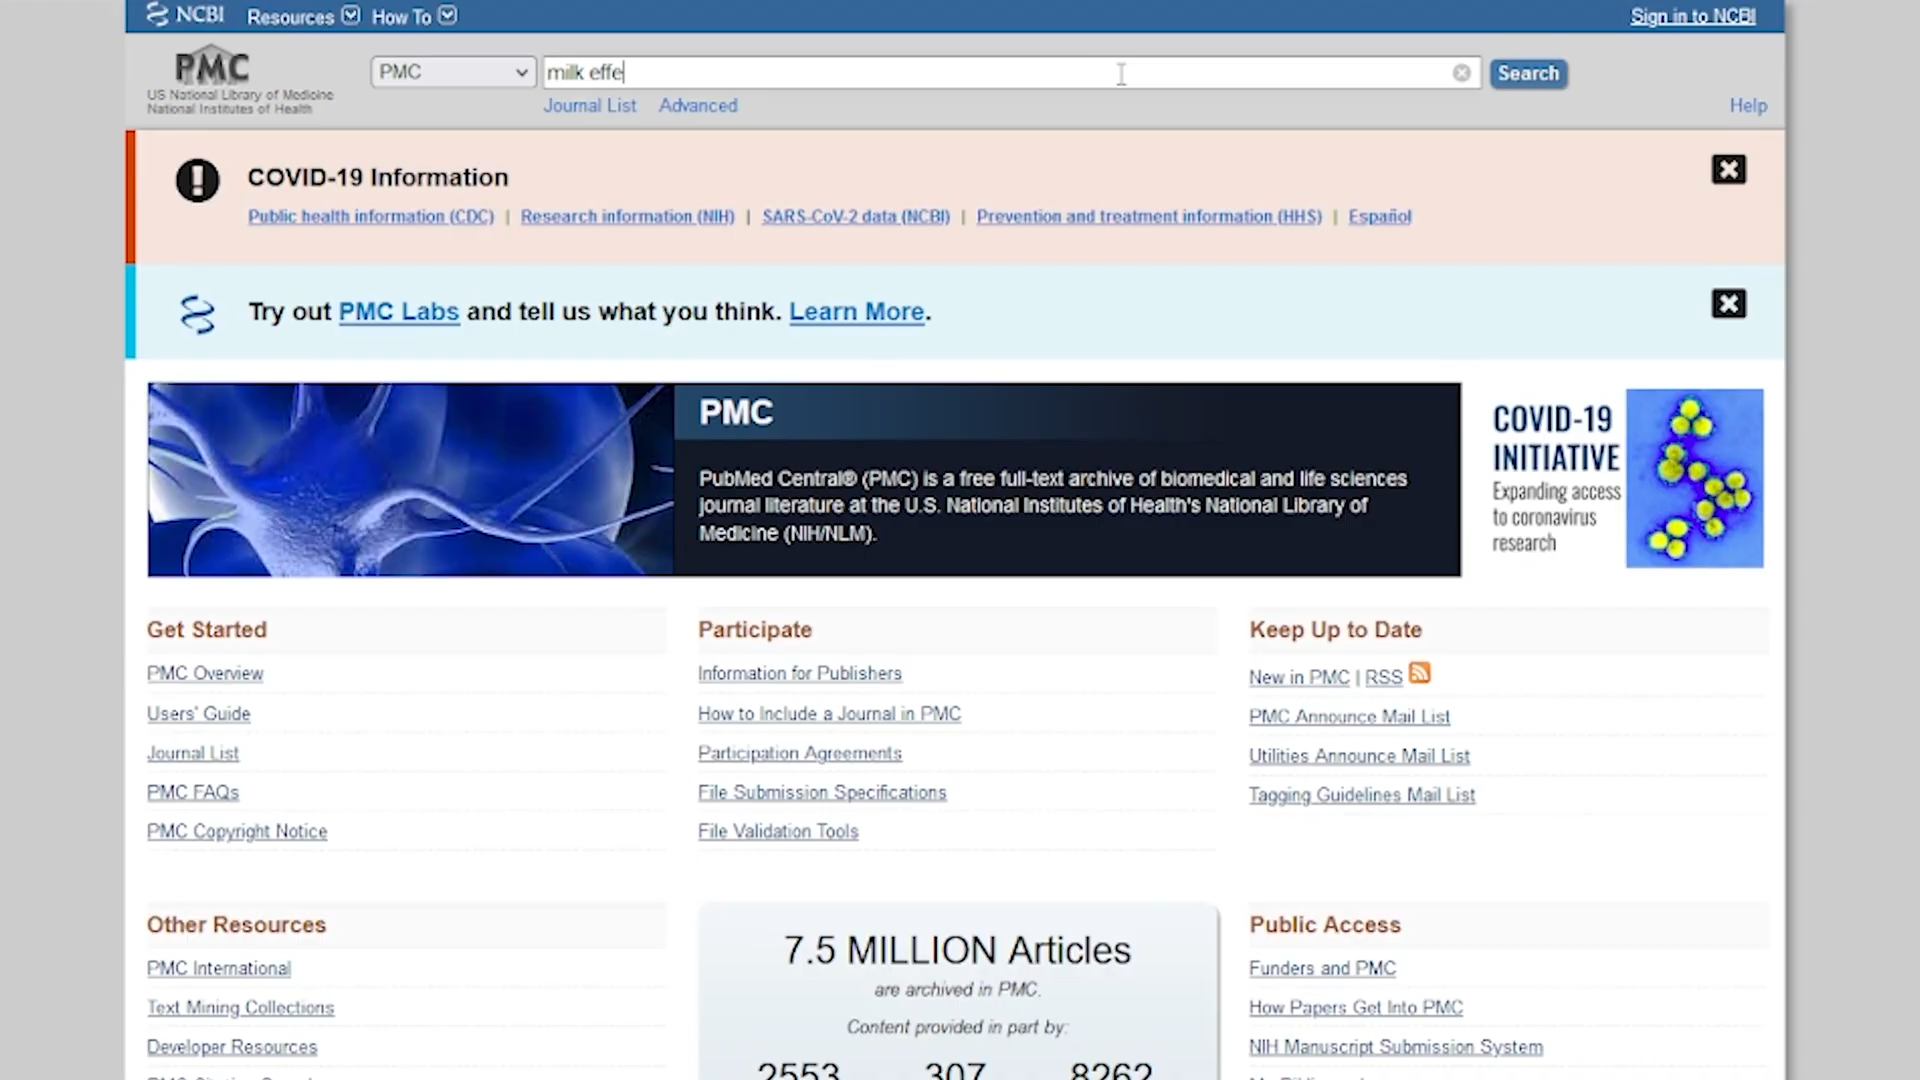 NCBI Resources How To Sign in to NCBI
PMC
US National Library of Medicine
National Institutes of Health
PMC milk effe Search
Journal List Advanced Help
COVID-19 Information
Public health information (CDC) | Research information (NIH) | SARS-CoV-2 data (NCBI) | Prevention and treatment information (HHS) | Español
Try out PMC Labs and tell us what you think. Learn More.
PMC
PubMed Central® (PMC) is a free full-text archive of biomedical and life sciences
journal literature at the U.S. National Institutes of Health's National Library of
Medicine (NIH/NLM).
COVID-19
INITIATIVE
Expanding access
to coronavirus
research
Get Started
PMC Overview
Users' Guide
Journal List
PMC FAQs
PMC Copyright Notice
Participate
Information for Publishers
How to Include a Journal in PMC
Participation Agreements
File Submission Specifications
File Validation Tools
Keep Up to Date
New in PMC | RSS
PMC Announce Mail List
Utilities Announce Mail List
Tagging Guidelines Mail List
Other Resources
PMC International
Text Mining Collections
Developer Resources
7.5 MILLION Articles
are archived in PMC.
Content provided in part by:
2553 307 8262
Public Access
Funders and PMC
How Papers Get Into PMC
NIH Manuscript Submission System